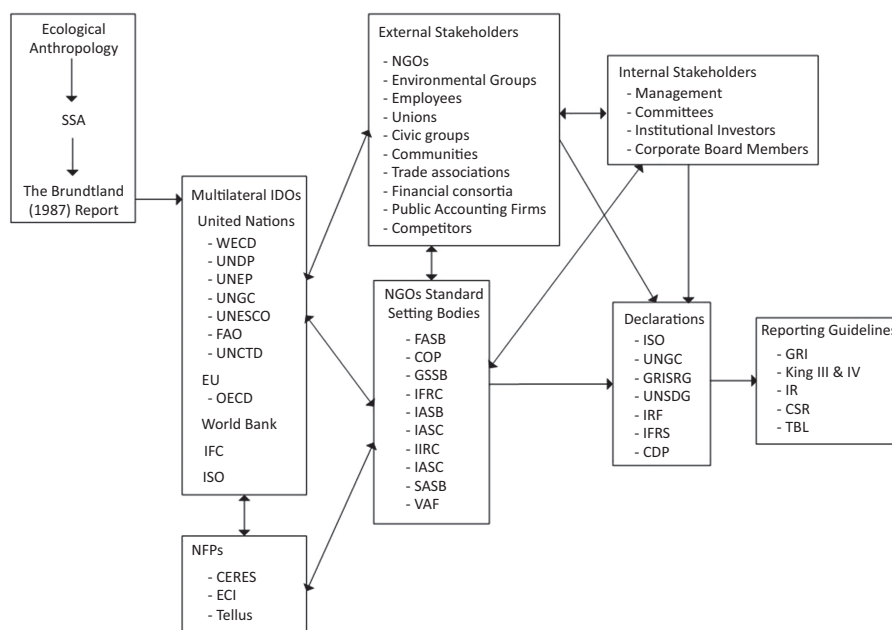 Ecological
Anthropology
SSA
The Brundtland
(1987) Report
Multilateral IDOs
United Nations
- WECD
- UNDP
- UNEP
- UNGC
- UNESCO
- FAO
- UNCTD
EU
- OECD
World Bank
IFC
ISO
NFPs
- CERES
- ECI
- Tellus
External Stakeholders
- NGOs
- Environmental Groups
- Employees
- Unions
- Civic groups
- Communities
- Trade associations
- Financial consortia
- Public Accounting Firms
- Competitors
NGOs Standard
Setting Bodies
- FASB
- COP
- GSSB
- IFRC
- IASB
- IASC
- IIRC
- IASC
- SASB
- VAF
Internal Stakeholders
- Management
- Committees
- Institutional Investors
- Corporate Board Members
Declarations
- ISO
- UNGC
- GRISRG
- UNSDG
- IRF
- IFRS
- CDP
Reporting Guidelines
- GRI
- King III & IV
- IR
- CSR
- TBL